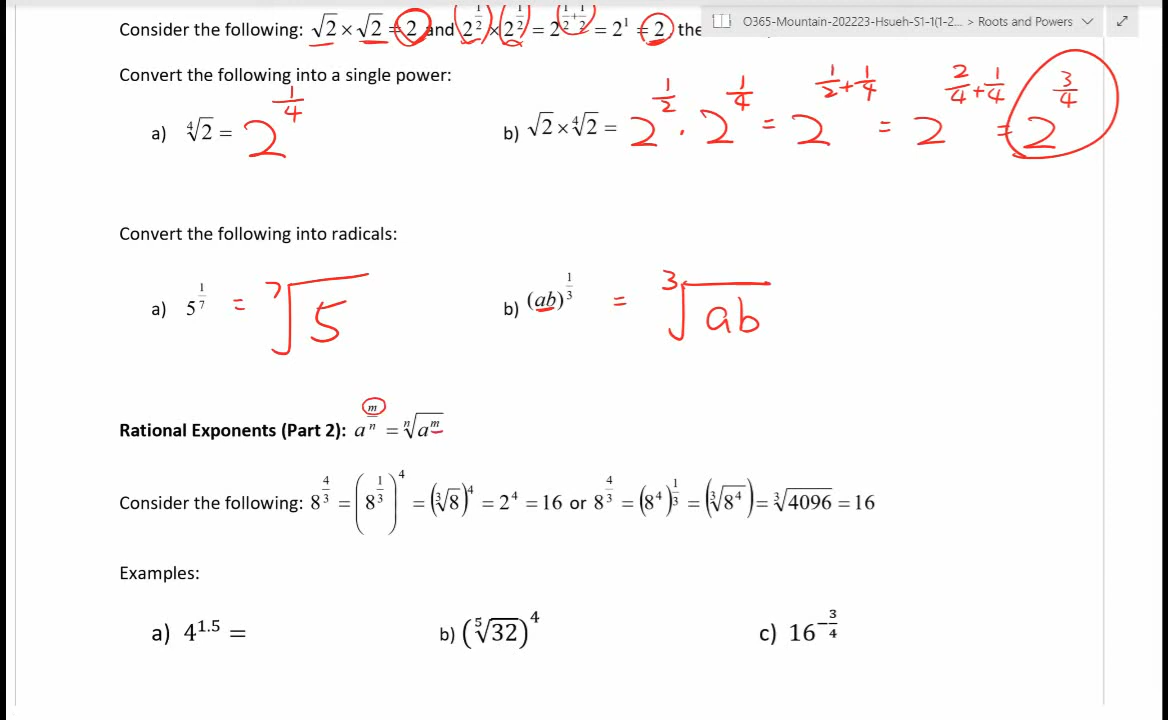 O365-Mountain-202223-Hsueh-S1-1(1-2... > Roots and Powers
Consider the following: √2 × √2 = 2 and (2^(1/2))×(2^(1/2)) = 2^(1/2+1/2) = 2^1 = 2 the
Convert the following into a single power:
a) ∜2 = 2^(1/4)
b) √2 × ∜2 = 2^(1/2) · 2^(1/4) = 2^(1/2+1/4) = 2^(2/4+1/4) = 2^(3/4)
Convert the following into radicals:
a) 5^(1/7) = ⁷√5
b) (ab)^(1/3) = ³√ab
Rational Exponents (Part 2): a^(m/n) = ⁿ√(a^m)
Consider the following: 8^(4/3) = (8^(1/3))^4 = (³√8)^4 = 2^4 = 16 or 8^(4/3) = (8^4)^(1/3) = (³√8^4) = ³√4096 = 16
Examples:
a) 4^1.5 =
b) (⁵√32)^4
c) 16^(-3/4)